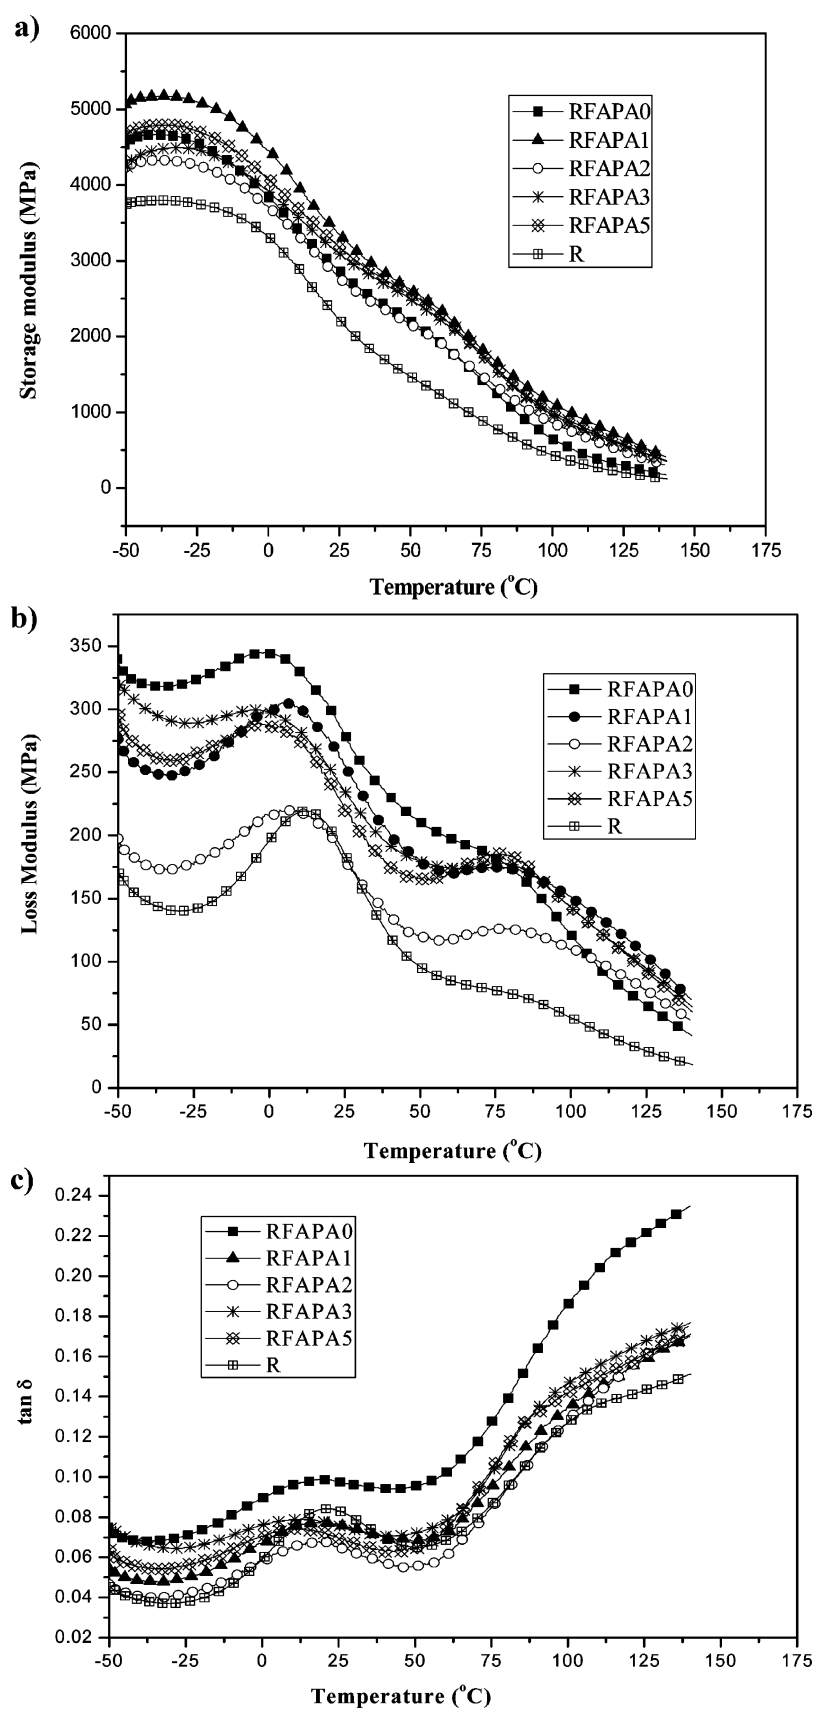 a)
6000
5000
4000
3000
2000
1000
0
Storage modulus (MPa)
RFAPA0
RFAPA1
RFAPA2
RFAPA3
RFAPA5
R
-50 -25 0 25 50 75 100 125 150 175
Temperature (°C)
b)
350
300
250
200
150
100
50
0
Loss Modulus (MPa)
RFAPA0
RFAPA1
RFAPA2
RFAPA3
RFAPA5
R
-50 -25 0 25 50 75 100 125 150 175
Temperature (°C)
c)
0.24
0.22
0.20
0.18
0.16
0.14
0.12
0.10
0.08
0.06
0.04
0.02
tan δ
RFAPA0
RFAPA1
RFAPA2
RFAPA3
RFAPA5
R
-50 -25 0 25 50 75 100 125 150 175
Temperature (°C)